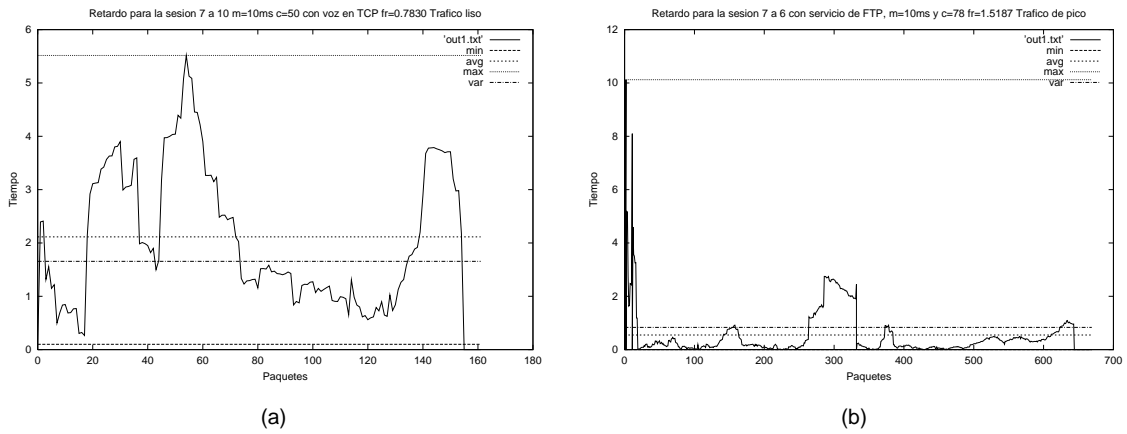 Retardo para la sesion 7 a 10 m=10ms c=50 con voz en TCP fr=0.7830 Trafico liso
6
5
4
3
2
1
0
Tiempo
'out1.txt'
min
avg
max
var
0 20 40 60 80 100 120 140 160 180
Paquetes
(a)
Retardo para la sesion 7 a 6 con servicio de FTP, m=10ms y c=78 fr=1.5187 Trafico de pico
12
10
8
6
4
2
0
Tiempo
'out1.txt'
min
avg
max
var
0 100 200 300 400 500 600 700
Paquetes
(b)